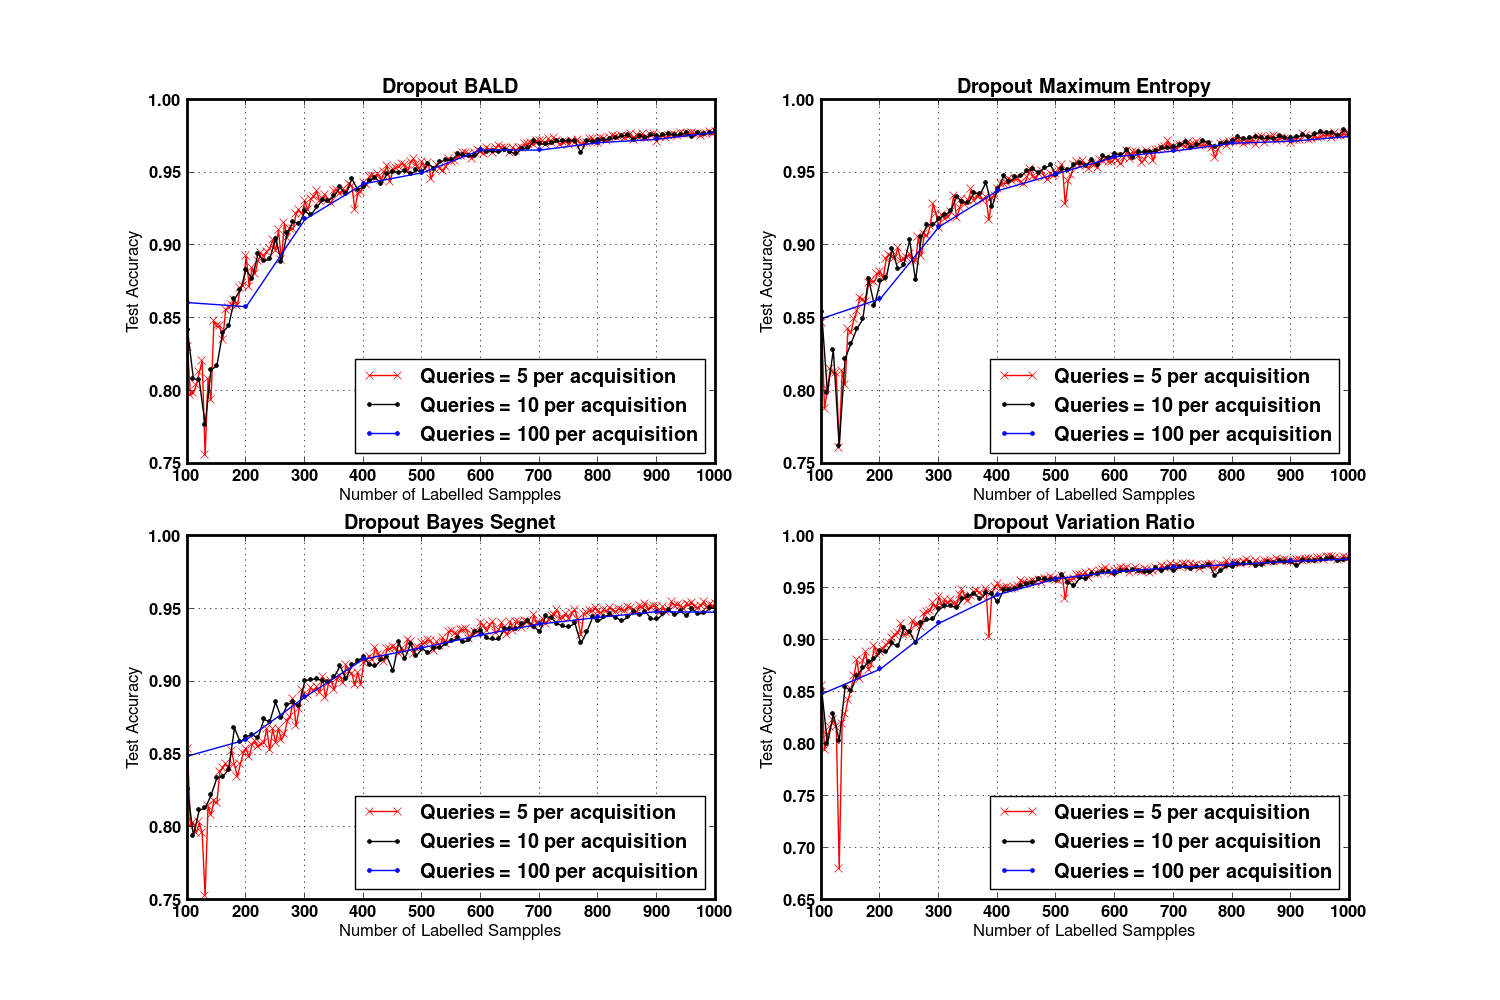 Dropout BALD
1.00
0.95
0.90
0.85
0.80
0.75
Test Accuracy
Queries = 5 per acquisition
Queries = 10 per acquisition
Queries = 100 per acquisition
100 200 300 400 500 600 700 800 900 1000
Number of Labelled Sampples
Dropout Maximum Entropy
1.00
0.95
0.90
0.85
0.80
0.75
Test Accuracy
Queries = 5 per acquisition
Queries = 10 per acquisition
Queries = 100 per acquisition
100 200 300 400 500 600 700 800 900 1000
Number of Labelled Sampples
Dropout Bayes Segnet
1.00
0.95
0.90
0.85
0.80
0.75
Test Accuracy
Queries = 5 per acquisition
Queries = 10 per acquisition
Queries = 100 per acquisition
100 200 300 400 500 600 700 800 900 1000
Number of Labelled Sampples
Dropout Variation Ratio
1.00
0.95
0.90
0.85
0.80
0.75
0.70
0.65
Test Accuracy
Queries = 5 per acquisition
Queries = 10 per acquisition
Queries = 100 per acquisition
100 200 300 400 500 600 700 800 900 1000
Number of Labelled Sampples